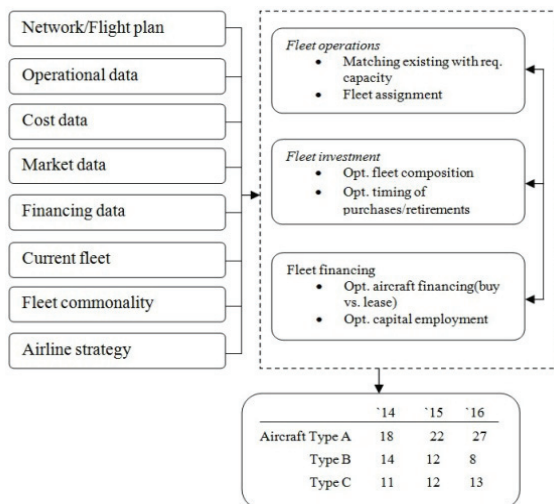 Network/Flight plan
Operational data
Cost data
Market data
Financing data
Current fleet
Fleet commonality
Airline strategy
Fleet operations
• Matching existing with req.
capacity
• Fleet assignment
Fleet investment
• Opt. fleet composition
• Opt. timing of
purchases/retirements
Fleet financing
• Opt. aircraft financing(buy
vs. lease)
• Opt. capital employment
`14 `15 `16
Aircraft Type A 18 22 27
Type B 14 12 8
Type C 11 12 13